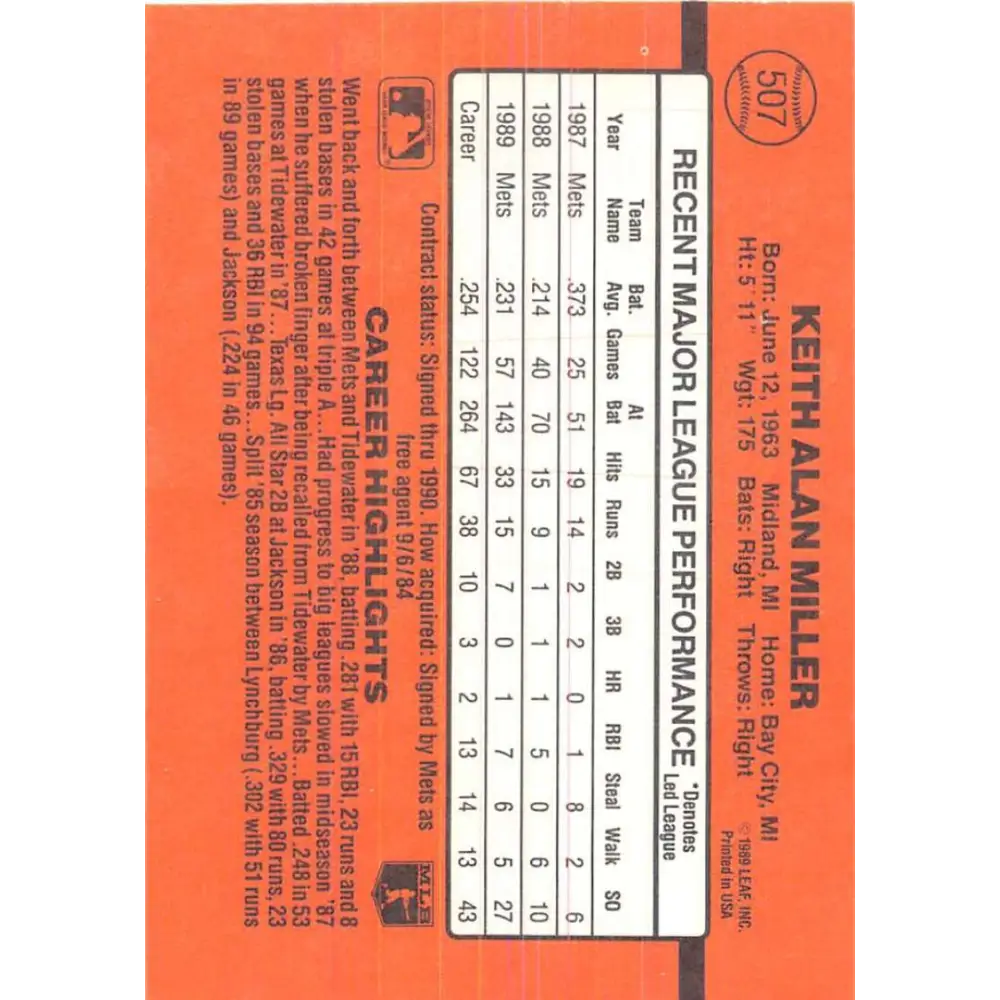 507
KEITH ALAN MILLER
Born: June 12, 1963 Midland, MI Home: Bay City, MI
Ht: 5' 11" Wgt: 175 Bats: Right Throws: Right
© 1989 LEAF, INC.
Printed in USA
RECENT MAJOR LEAGUE PERFORMANCE *Denotes Led League
Year Team Name Bat. Avg. Games At Bat Hits Runs 2B 3B HR RBI Steal Walk SO
1987 Mets .373 25 51 19 14 2 2 0 1 8 2 6
1988 Mets .214 40 70 15 9 1 1 1 5 0 6 10
1989 Mets .231 57 143 33 15 7 0 1 7 6 5 27
Career .254 122 264 67 38 10 3 2 13 14 13 43
Contract status: Signed thru 1990. How acquired: Signed by Mets as
free agent 9/6/84
MLB
CAREER HIGHLIGHTS
Went back and forth between Mets and Tidewater in '88, batting .281 with 15 RBI, 23 runs and 8
stolen bases in 42 games at triple A... Had progress to big leagues slowed in midseason '87
when he suffered broken finger after being recalled from Tidewater by Mets... Batted .248 in 53
games at Tidewater in '87... Texas Lg. All Star 2B at Jackson in '86, batting .329 with 80 runs, 23
stolen bases and 36 RBI in 94 games... Split '85 season between Lynchburg (.302 with 51 runs
in 89 games) and Jackson (.224 in 46 games).